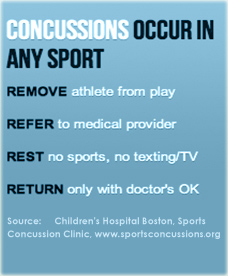 CONCUSSIONS OCCUR IN
ANY SPORT
REMOVE athlete from play
REFER to medical provider
REST no sports, no texting/TV
RETURN only with doctor's OK
Source: Children's Hospital Boston, Sports
Concussion Clinic, www.sportsconcussions.org